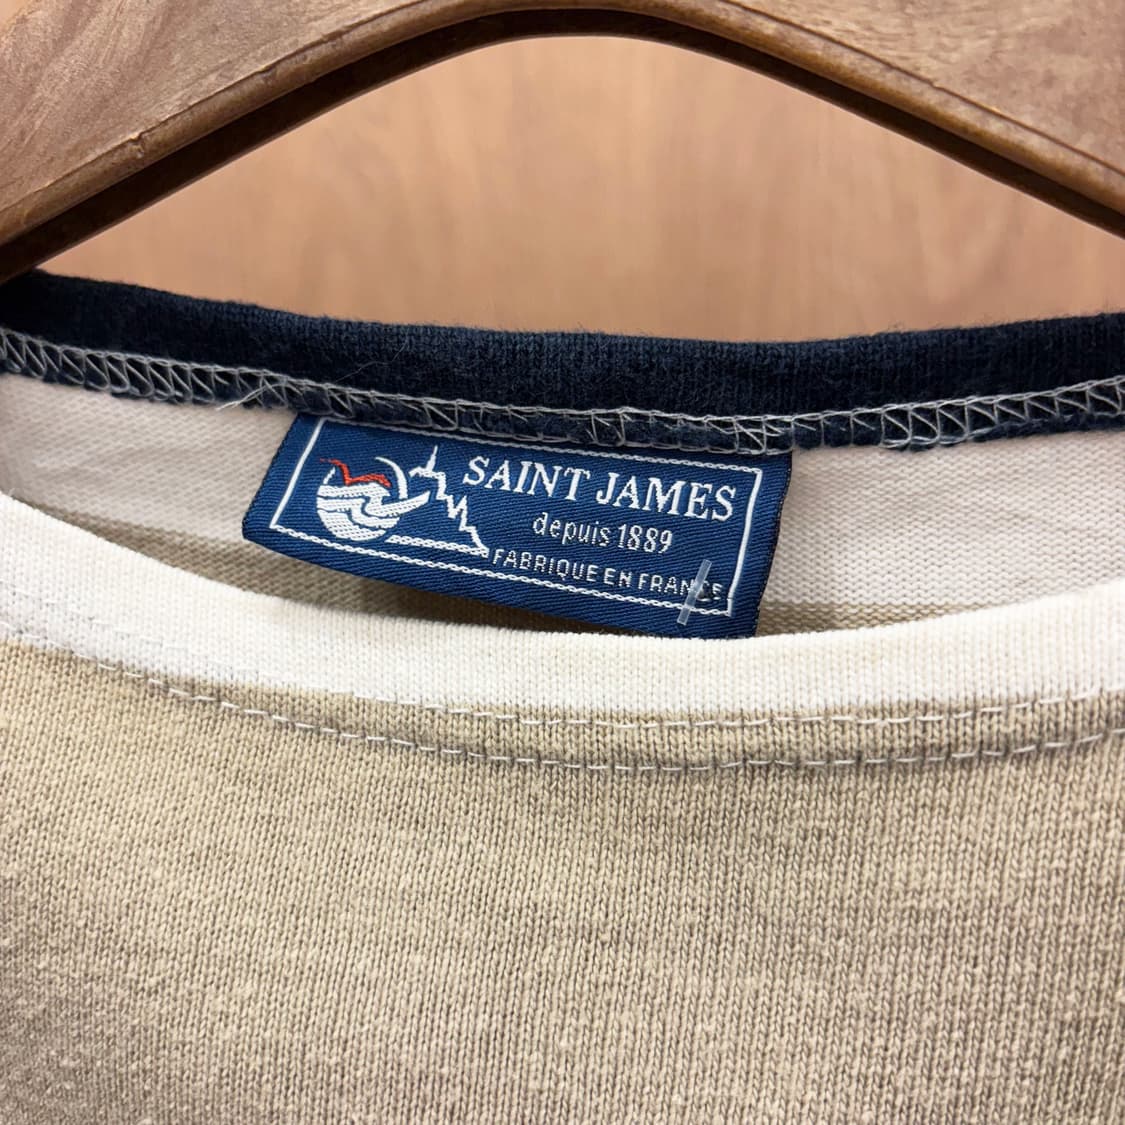 SAINT JAMES
depuis 1889
FABRIQUE EN FRANCE